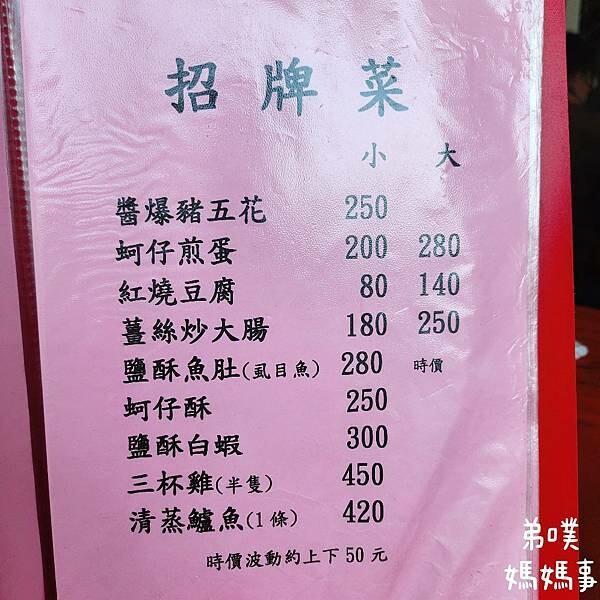 招牌菜
小 大
醬爆豬五花 250
蚵仔煎蛋 200 280
紅燒豆腐 80 140
薑絲炒大腸 180 250
鹽酥魚肚(虱目魚) 280 時價
蚵仔酥 250
鹽酥白蝦 300
三杯雞(半隻) 450
清蒸鱸魚(1條) 420
時價波動約上下50元
弟噗
媽媽事